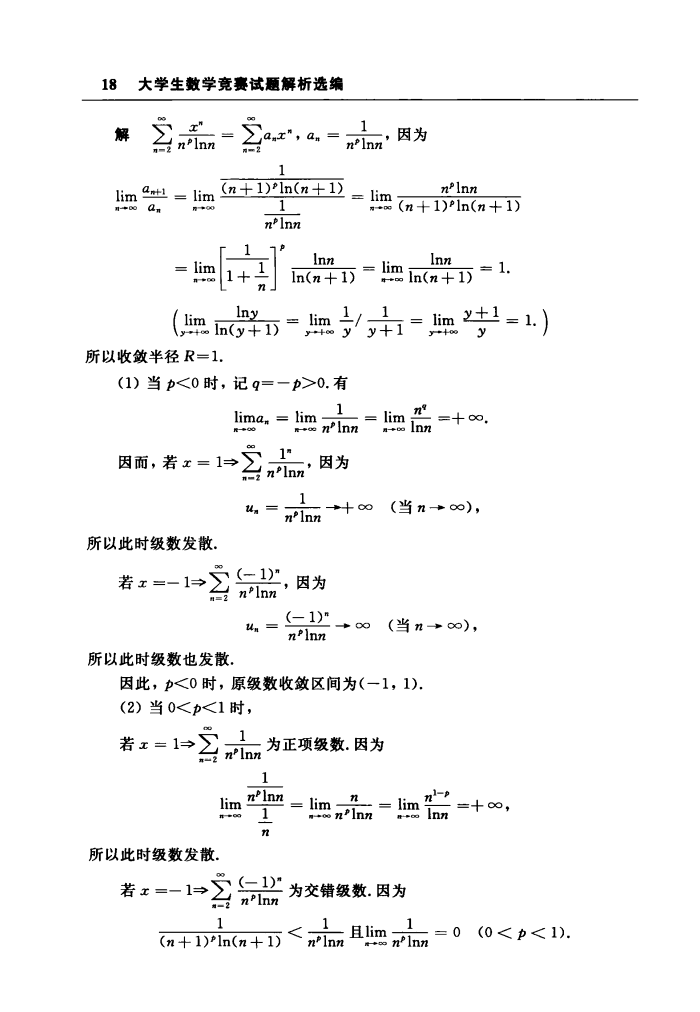 18 大学生数学竞赛试题解析选编
解 $\sum_{n=2}^{\infty}\frac{x^n}{n^p\ln n}=\sum_{n=2}^{\infty}a_nx^n,a_n=\frac{1}{n^p\ln n}$,因为
$\lim_{n\to\infty}\frac{a_{n+1}}{a_n}=\lim_{n\to\infty}\frac{\frac{1}{(n+1)^p\ln(n+1)}}{\frac{1}{n^p\ln n}}=\lim_{n\to\infty}\frac{n^p\ln n}{(n+1)^p\ln(n+1)}$
$=\lim_{n\to\infty}\left[\frac{1}{1+\frac{1}{n}}\right]^p\frac{\ln n}{\ln(n+1)}=\lim_{n\to\infty}\frac{\ln n}{\ln(n+1)}=1.$
$\left(\lim_{y\to+\infty}\frac{\ln y}{\ln(y+1)}=\lim_{y\to+\infty}\frac{1}{y}/\frac{1}{y+1}=\lim_{y\to+\infty}\frac{y+1}{y}=1.\right)$
所以收敛半径 R=1.
(1) 当 p<0 时,记 q=-p>0.有
$\lim_{n\to\infty}a_n=\lim_{n\to\infty}\frac{1}{n^p\ln n}=\lim_{n\to\infty}\frac{n^q}{\ln n}=+\infty.$
因而,若 $x=1\Rightarrow\sum_{n=2}^{\infty}\frac{1^n}{n^p\ln n}$,因为
$u_n=\frac{1}{n^p\ln n}\to+\infty$ (当 $n\to\infty$),
所以此时级数发散.
若 $x=-1\Rightarrow\sum_{n=2}^{\infty}\frac{(-1)^n}{n^p\ln n}$,因为
$u_n=\frac{(-1)^n}{n^p\ln n}\to\infty$ (当 $n\to\infty$),
所以此时级数也发散.
因此,p<0 时,原级数收敛区间为(-1, 1).
(2) 当 0<p<1 时,
若 $x=1\Rightarrow\sum_{n=2}^{\infty}\frac{1}{n^p\ln n}$ 为正项级数.因为
$\lim_{n\to\infty}\frac{\frac{1}{n^p\ln n}}{\frac{1}{n}}=\lim_{n\to\infty}\frac{n}{n^p\ln n}=\lim_{n\to\infty}\frac{n^{1-p}}{\ln n}=+\infty,$
所以此时级数发散.
若 $x=-1\Rightarrow\sum_{n=2}^{\infty}\frac{(-1)^n}{n^p\ln n}$ 为交错级数.因为
$\frac{1}{(n+1)^p\ln(n+1)}<\frac{1}{n^p\ln n}$ 且 $\lim_{n\to\infty}\frac{1}{n^p\ln n}=0$ $(0<p<1).$